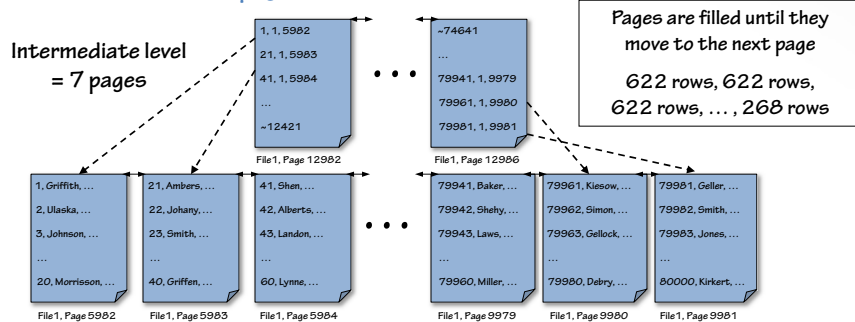 Intermediate level
= 7 pages
Pages are filled until they
move to the next page
622 rows, 622 rows,
622 rows, ... , 268 rows
1, 1, 5982
21, 1, 5983
41, 1, 5984
...
~12421
File1, Page 12982
~74641
...
79941, 1, 9979
79961, 1, 9980
79981, 1, 9981
File1, Page 12986
1, Griffith, ...
2, Ulaska, ...
3, Johnson, ...
...
20, Morrisson, ...
File1, Page 5982
21, Ambers, ...
22, Johany, ...
23, Smith, ...
...
40, Griffen, ...
File1, Page 5983
41, Shen, ...
42, Alberts, ...
43, Landon, ...
...
60, Lynne, ...
File1, Page 5984
79941, Baker, ...
79942, Shehy, ...
79943, Laws, ...
...
79960, Miller, ...
File1, Page 9979
79961, Kiesow, ...
79962, Simon, ...
79963, Gellock, ...
...
79980, Debry, ...
File1, Page 9980
79981, Geller, ...
79982, Smith, ...
79983, Jones, ...
...
80000, Kirkert, ...
File1, Page 9981